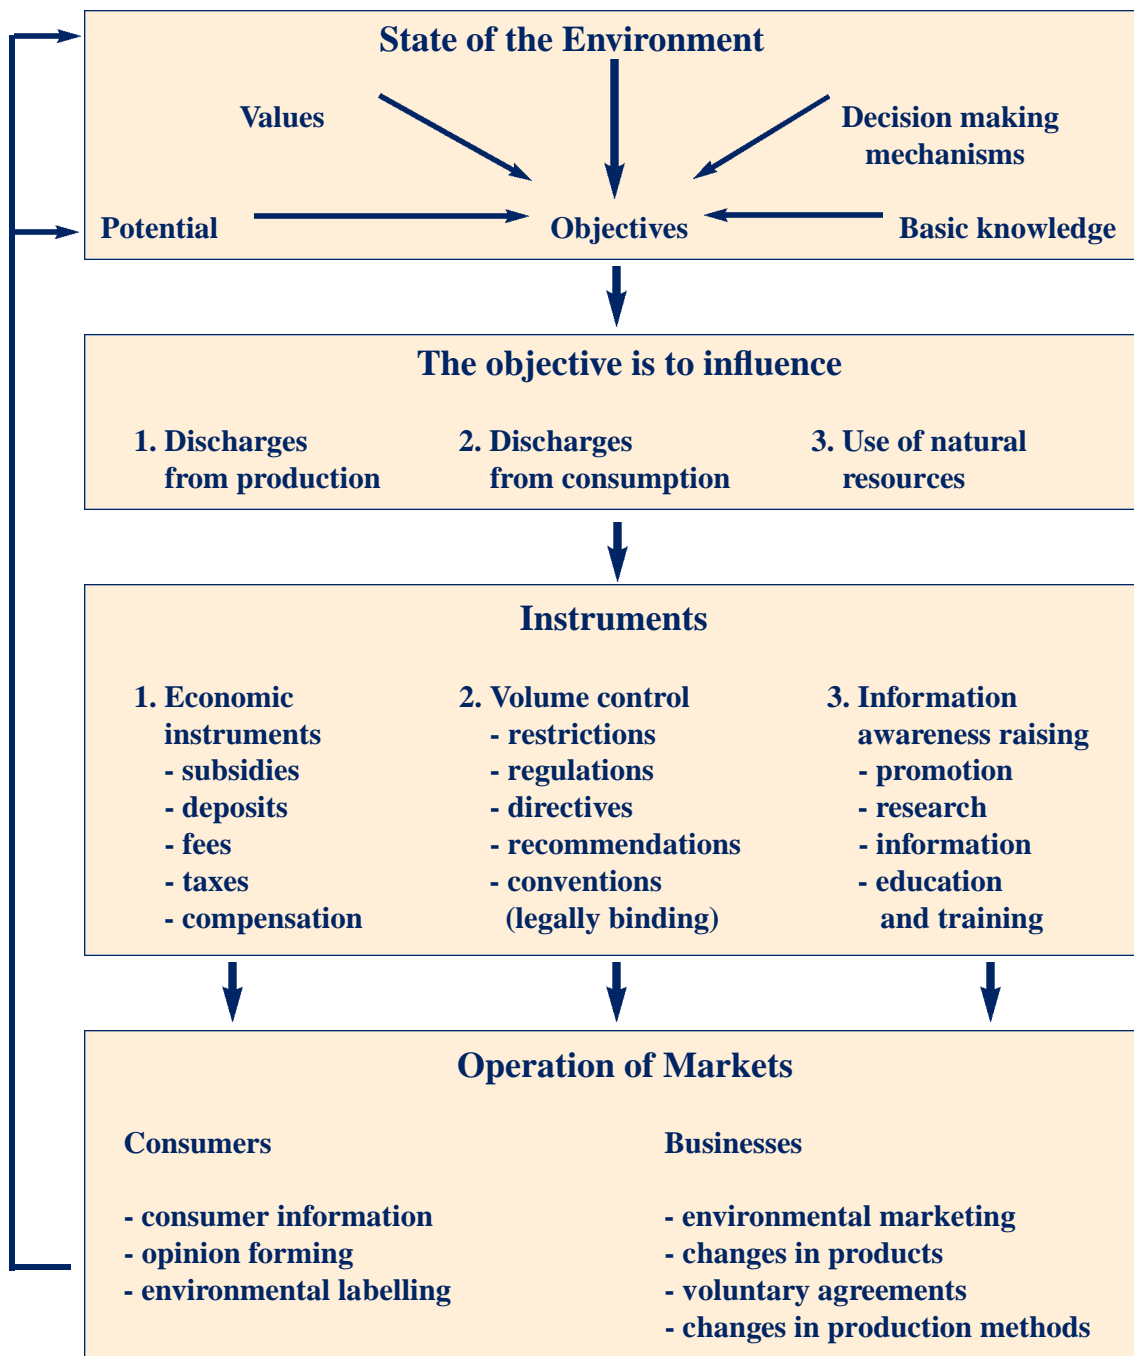 State of the Environment
Values
Decision making
mechanisms
Potential
Objectives
Basic knowledge
The objective is to influence
1. Discharges
from production
2. Discharges
from consumption
3. Use of natural
resources
Instruments
1. Economic
instruments
- subsidies
- deposits
- fees
- taxes
- compensation
2. Volume control
- restrictions
- regulations
- directives
- recommendations
- conventions
(legally binding)
3. Information
awareness raising
- promotion
- research
- information
- education
and training
Operation of Markets
Consumers
- consumer information
- opinion forming
- environmental labelling
Businesses
- environmental marketing
- changes in products
- voluntary agreements
- changes in production methods